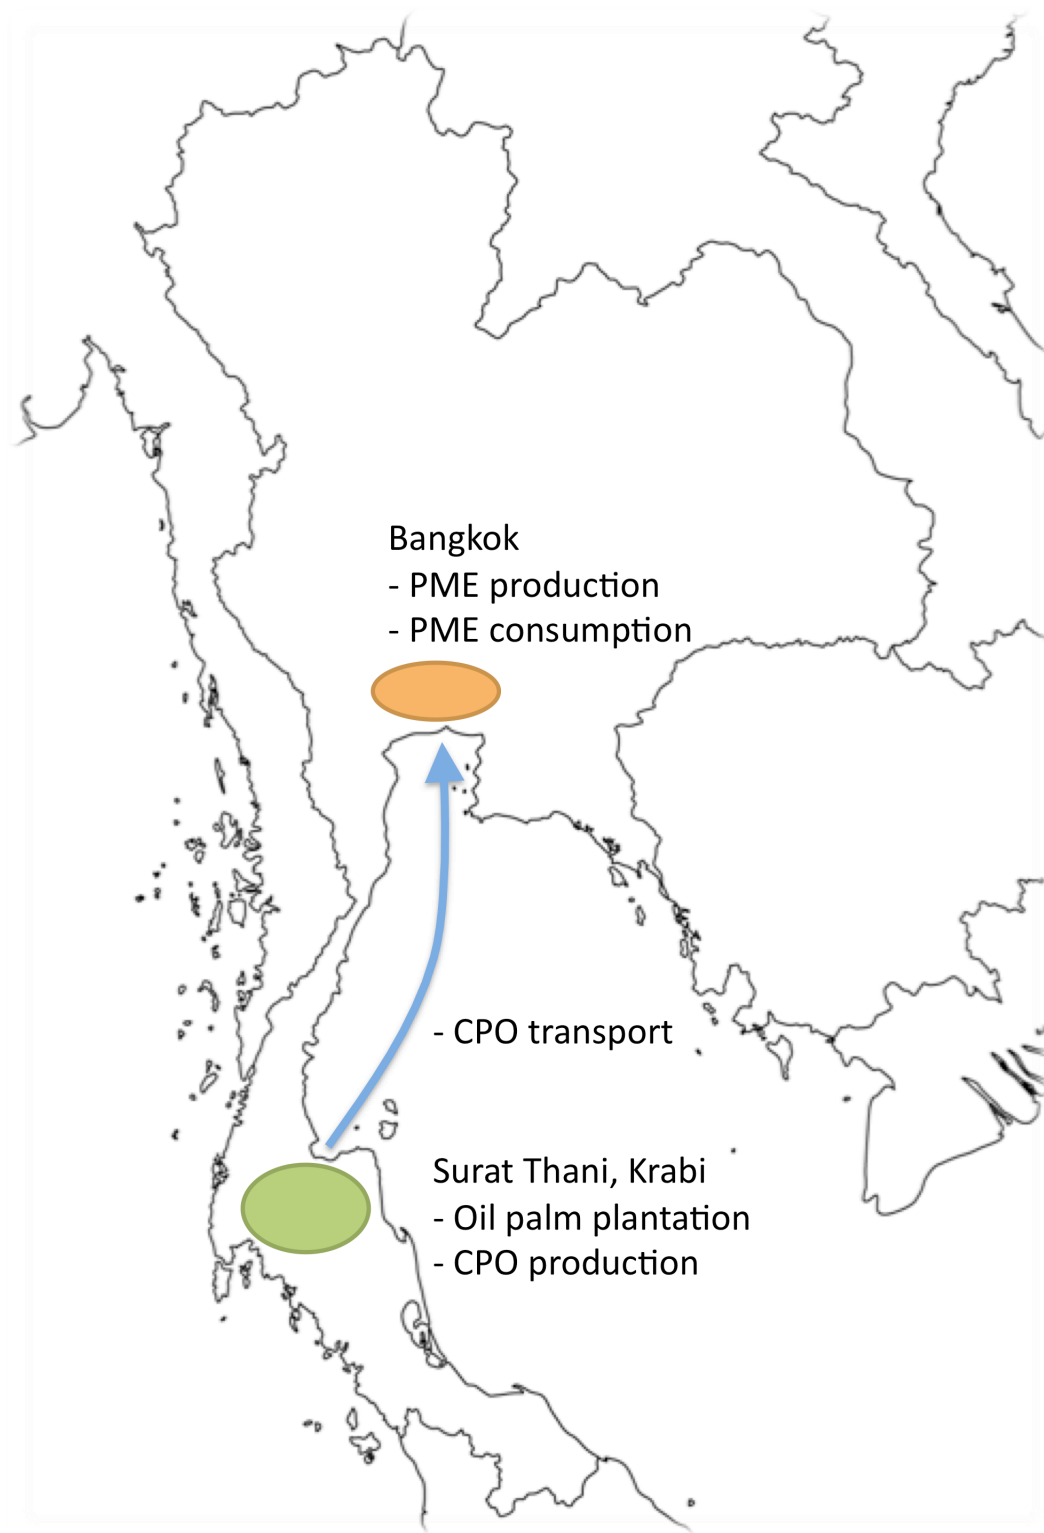 Bangkok
- PME production
- PME consumption
- CPO transport
Surat Thani, Krabi
- Oil palm plantation
- CPO production